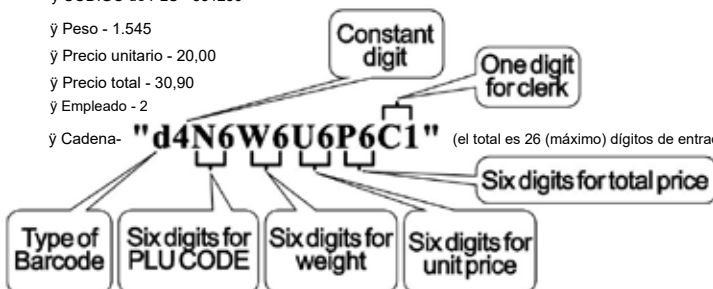 ÿ Peso - 1.545
ÿ Precio unitario - 20,00
ÿ Precio total - 30,90
ÿ Empleado - 2
Constant
digit
One digit
for clerk
ÿ Cadena- "d4N6W6U6P6C1" (el total es 26 (máximo) dígitos de entrad
Six digits for total price
Type of
Barcode
Six digits for
PLU CODE
Six digits for
weight
Six digits for
unit price